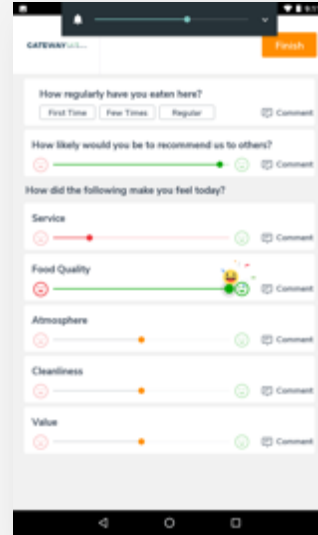 GATEWAY
Finish
How regularly have you eaten here?
First Time Few Times Regular Comment
How likely would you be to recommend us to others?
Comment
How did the following make you feel today?
Service
Comment
Food Quality
Comment
Atmosphere
Comment
Cleanliness
Comment
Value
Comment